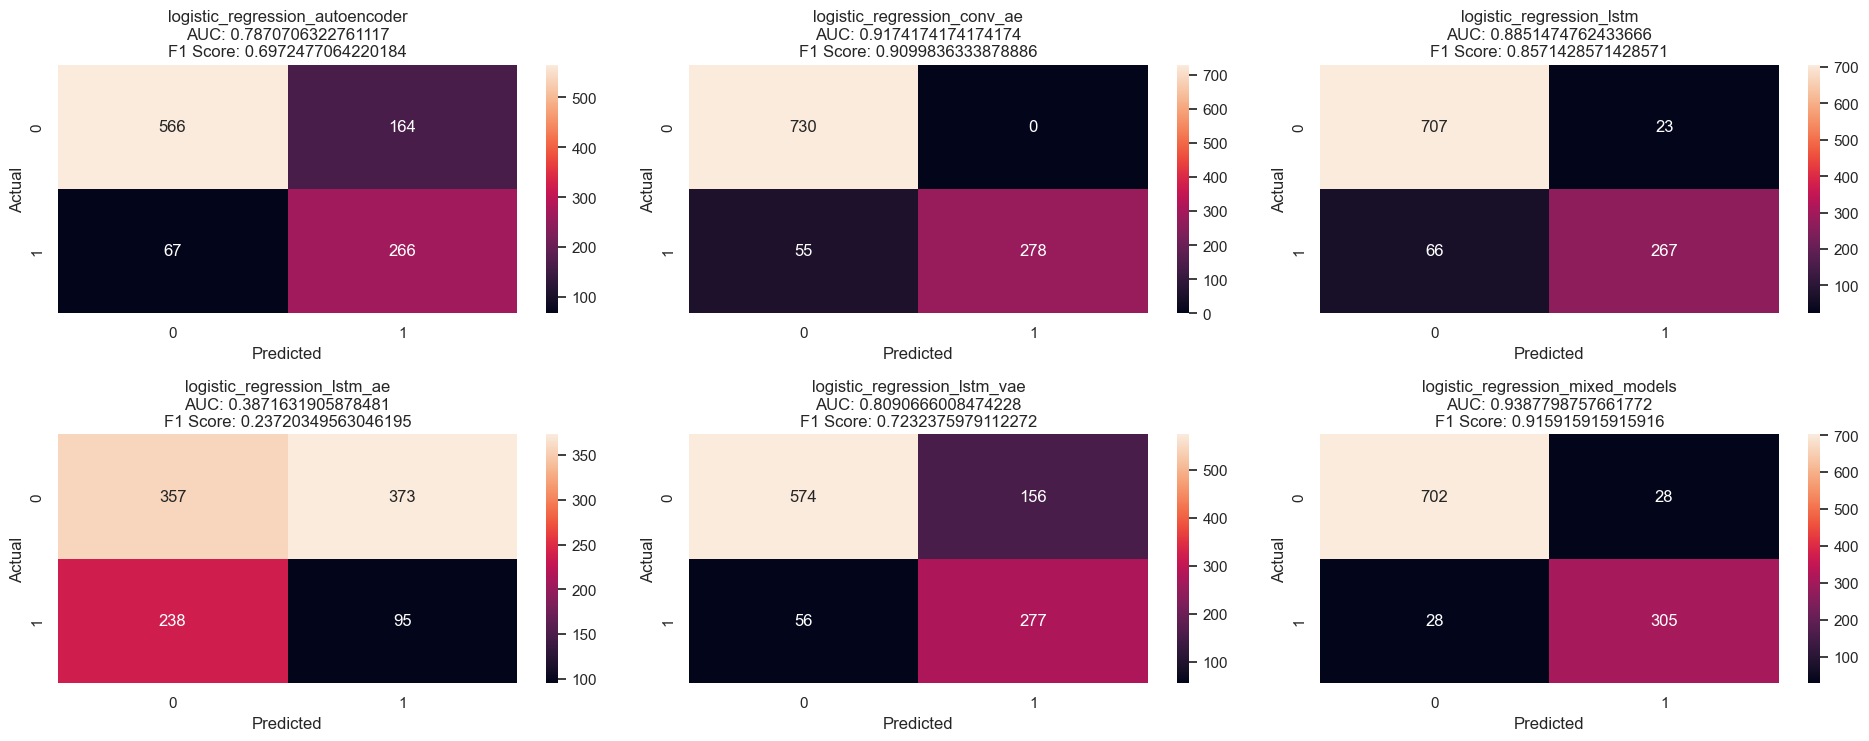 logistic_regression_autoencoder
AUC: 0.7870706322761117
F1 Score: 0.6972477064220184
566
164
67
266
0
1
Actual
0
1
Predicted
500
400
300
200
100
logistic_regression_conv_ae
AUC: 0.9174174174174174
F1 Score: 0.9099836333878886
730
0
55
278
0
1
Actual
0
1
Predicted
700
600
500
400
300
200
100
0
logistic_regression_lstm
AUC: 0.8851474762433666
F1 Score: 0.8571428571428571
707
23
66
267
0
1
Actual
0
1
Predicted
700
600
500
400
300
200
100
logistic_regression_lstm_ae
AUC: 0.3871631905878481
F1 Score: 0.23720349563046195
357
373
238
95
0
1
Actual
0
1
Predicted
350
300
250
200
150
100
logistic_regression_lstm_vae
AUC: 0.8090666008474228
F1 Score: 0.7232375979112272
574
156
56
277
0
1
Actual
0
1
Predicted
500
400
300
200
100
logistic_regression_mixed_models
AUC: 0.9387798757661772
F1 Score: 0.915915915915916
702
28
28
305
0
1
Actual
0
1
Predicted
700
600
500
400
300
200
100